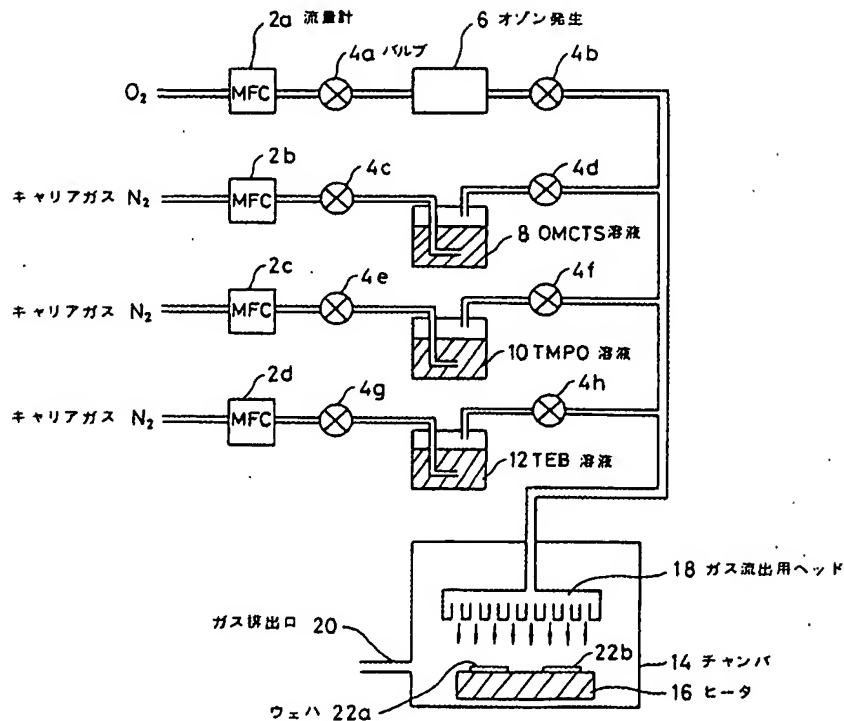 2a 流量計
6 オゾン発生
4a バルブ
4b
O₂
MFC
2b
4c
4d
キャリアガス N₂
MFC
8 OMCTS溶液
2c
4e
4f
キャリアガス N₂
MFC
10 TMPO 溶液
2d
4g
4h
キャリアガス N₂
MFC
12 TEB 溶液
18 ガス流出用ヘッド
ガス排出口 20
22b
14 チャンバ
16 ヒータ
ウェハ 22a